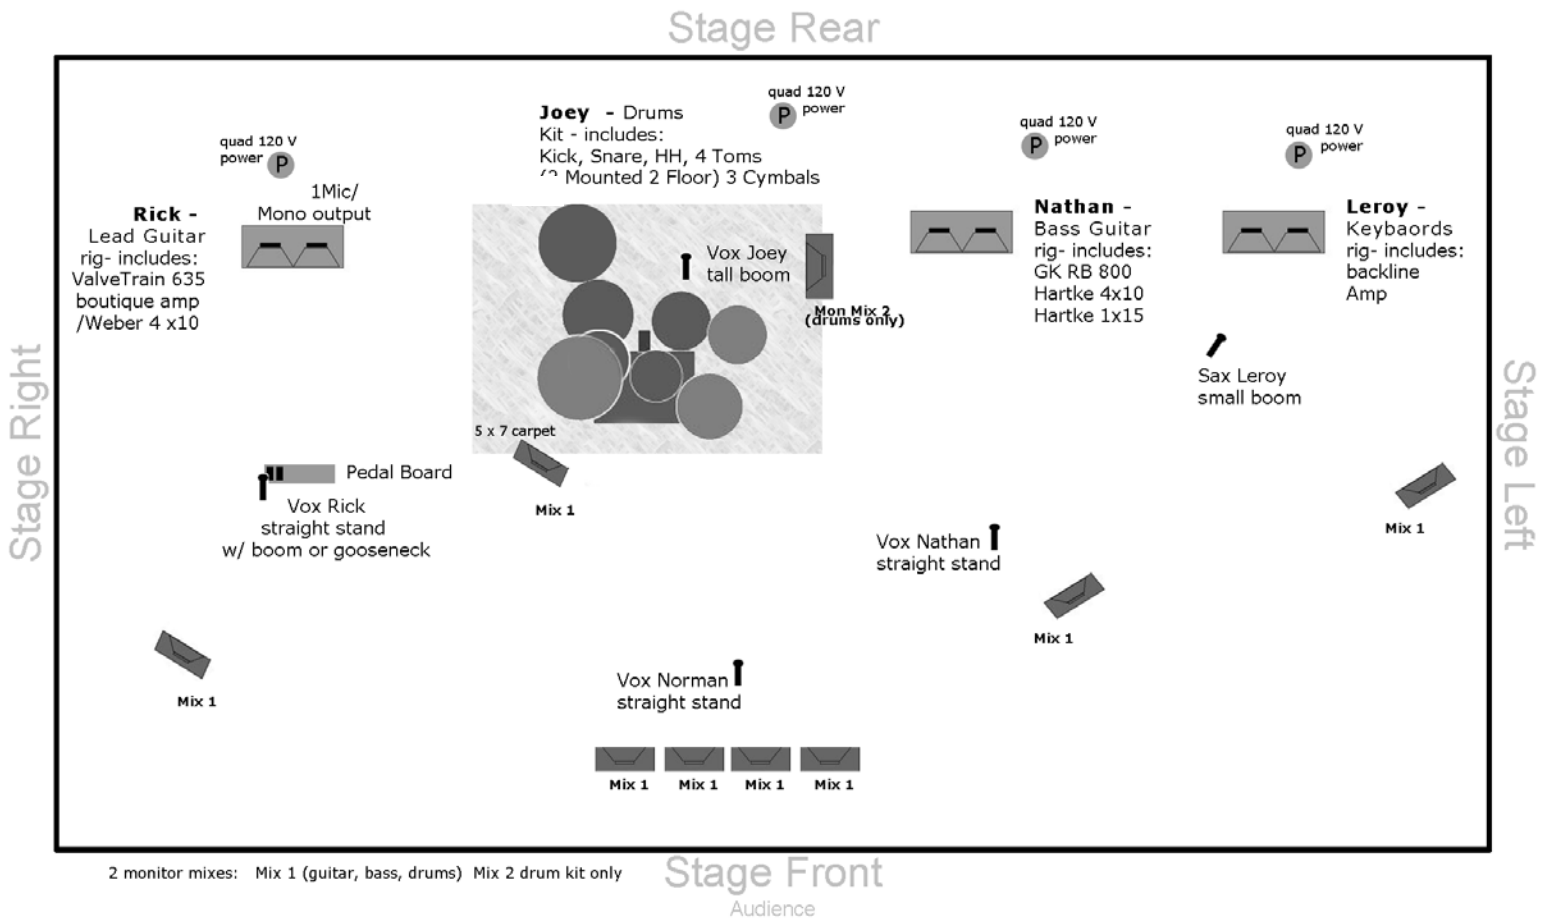 Stage Rear
quad 120 V
power
P
Joey - Drums
Kit - includes:
Kick, Snare, HH, 4 Toms
Mounted 2 Floor) 3 Cymbals
quad 120 V
power
P
quad 120 V
power
P
quad 120 V
power
P
1Mic/
Mono output
Rick -
Lead Guitar
rig- includes:
ValveTrain 635
boutique amp
/Weber 4 x10
Vox Joey
tall boom
Mon Mix 2
(drums only)
Nathan -
Bass Guitar
rig- includes:
GK RB 800
Hartke 4x10
Hartke 1x15
Leroy -
Keybaords
rig- includes:
backline
Amp
Sax Leroy
small boom
Stage Right
Stage Left
5 x 7 carpet
Mix 1
Pedal Board
Vox Rick
straight stand
w/ boom or gooseneck
Vox Nathan
straight stand
Mix 1
Mix 1
Mix 1
Vox Norman
straight stand
Mix 1 Mix 1 Mix 1 Mix 1
2 monitor mixes: Mix 1 (guitar, bass, drums) Mix 2 drum kit only
Stage Front
Audience